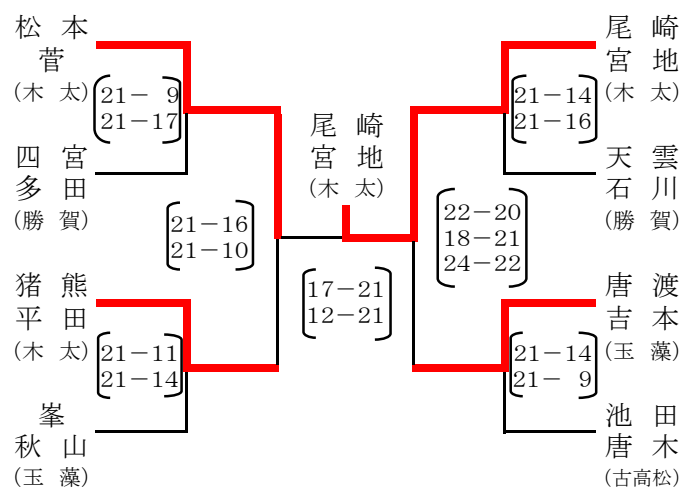 松本
菅
(木太)
21－9
21－17
四宮
多田
(勝賀)
21－16
21－10
猪熊
平田
(木太)
21－11
21－14
峯
秋山
(玉藻)
尾崎
宮地
(木太)
17－21
12－21
尾崎
宮地
(木太)
21－14
21－16
天雲
石川
(勝賀)
22－20
18－21
24－22
唐渡
吉本
(玉藻)
21－14
21－9
池田
唐木
(古高松)